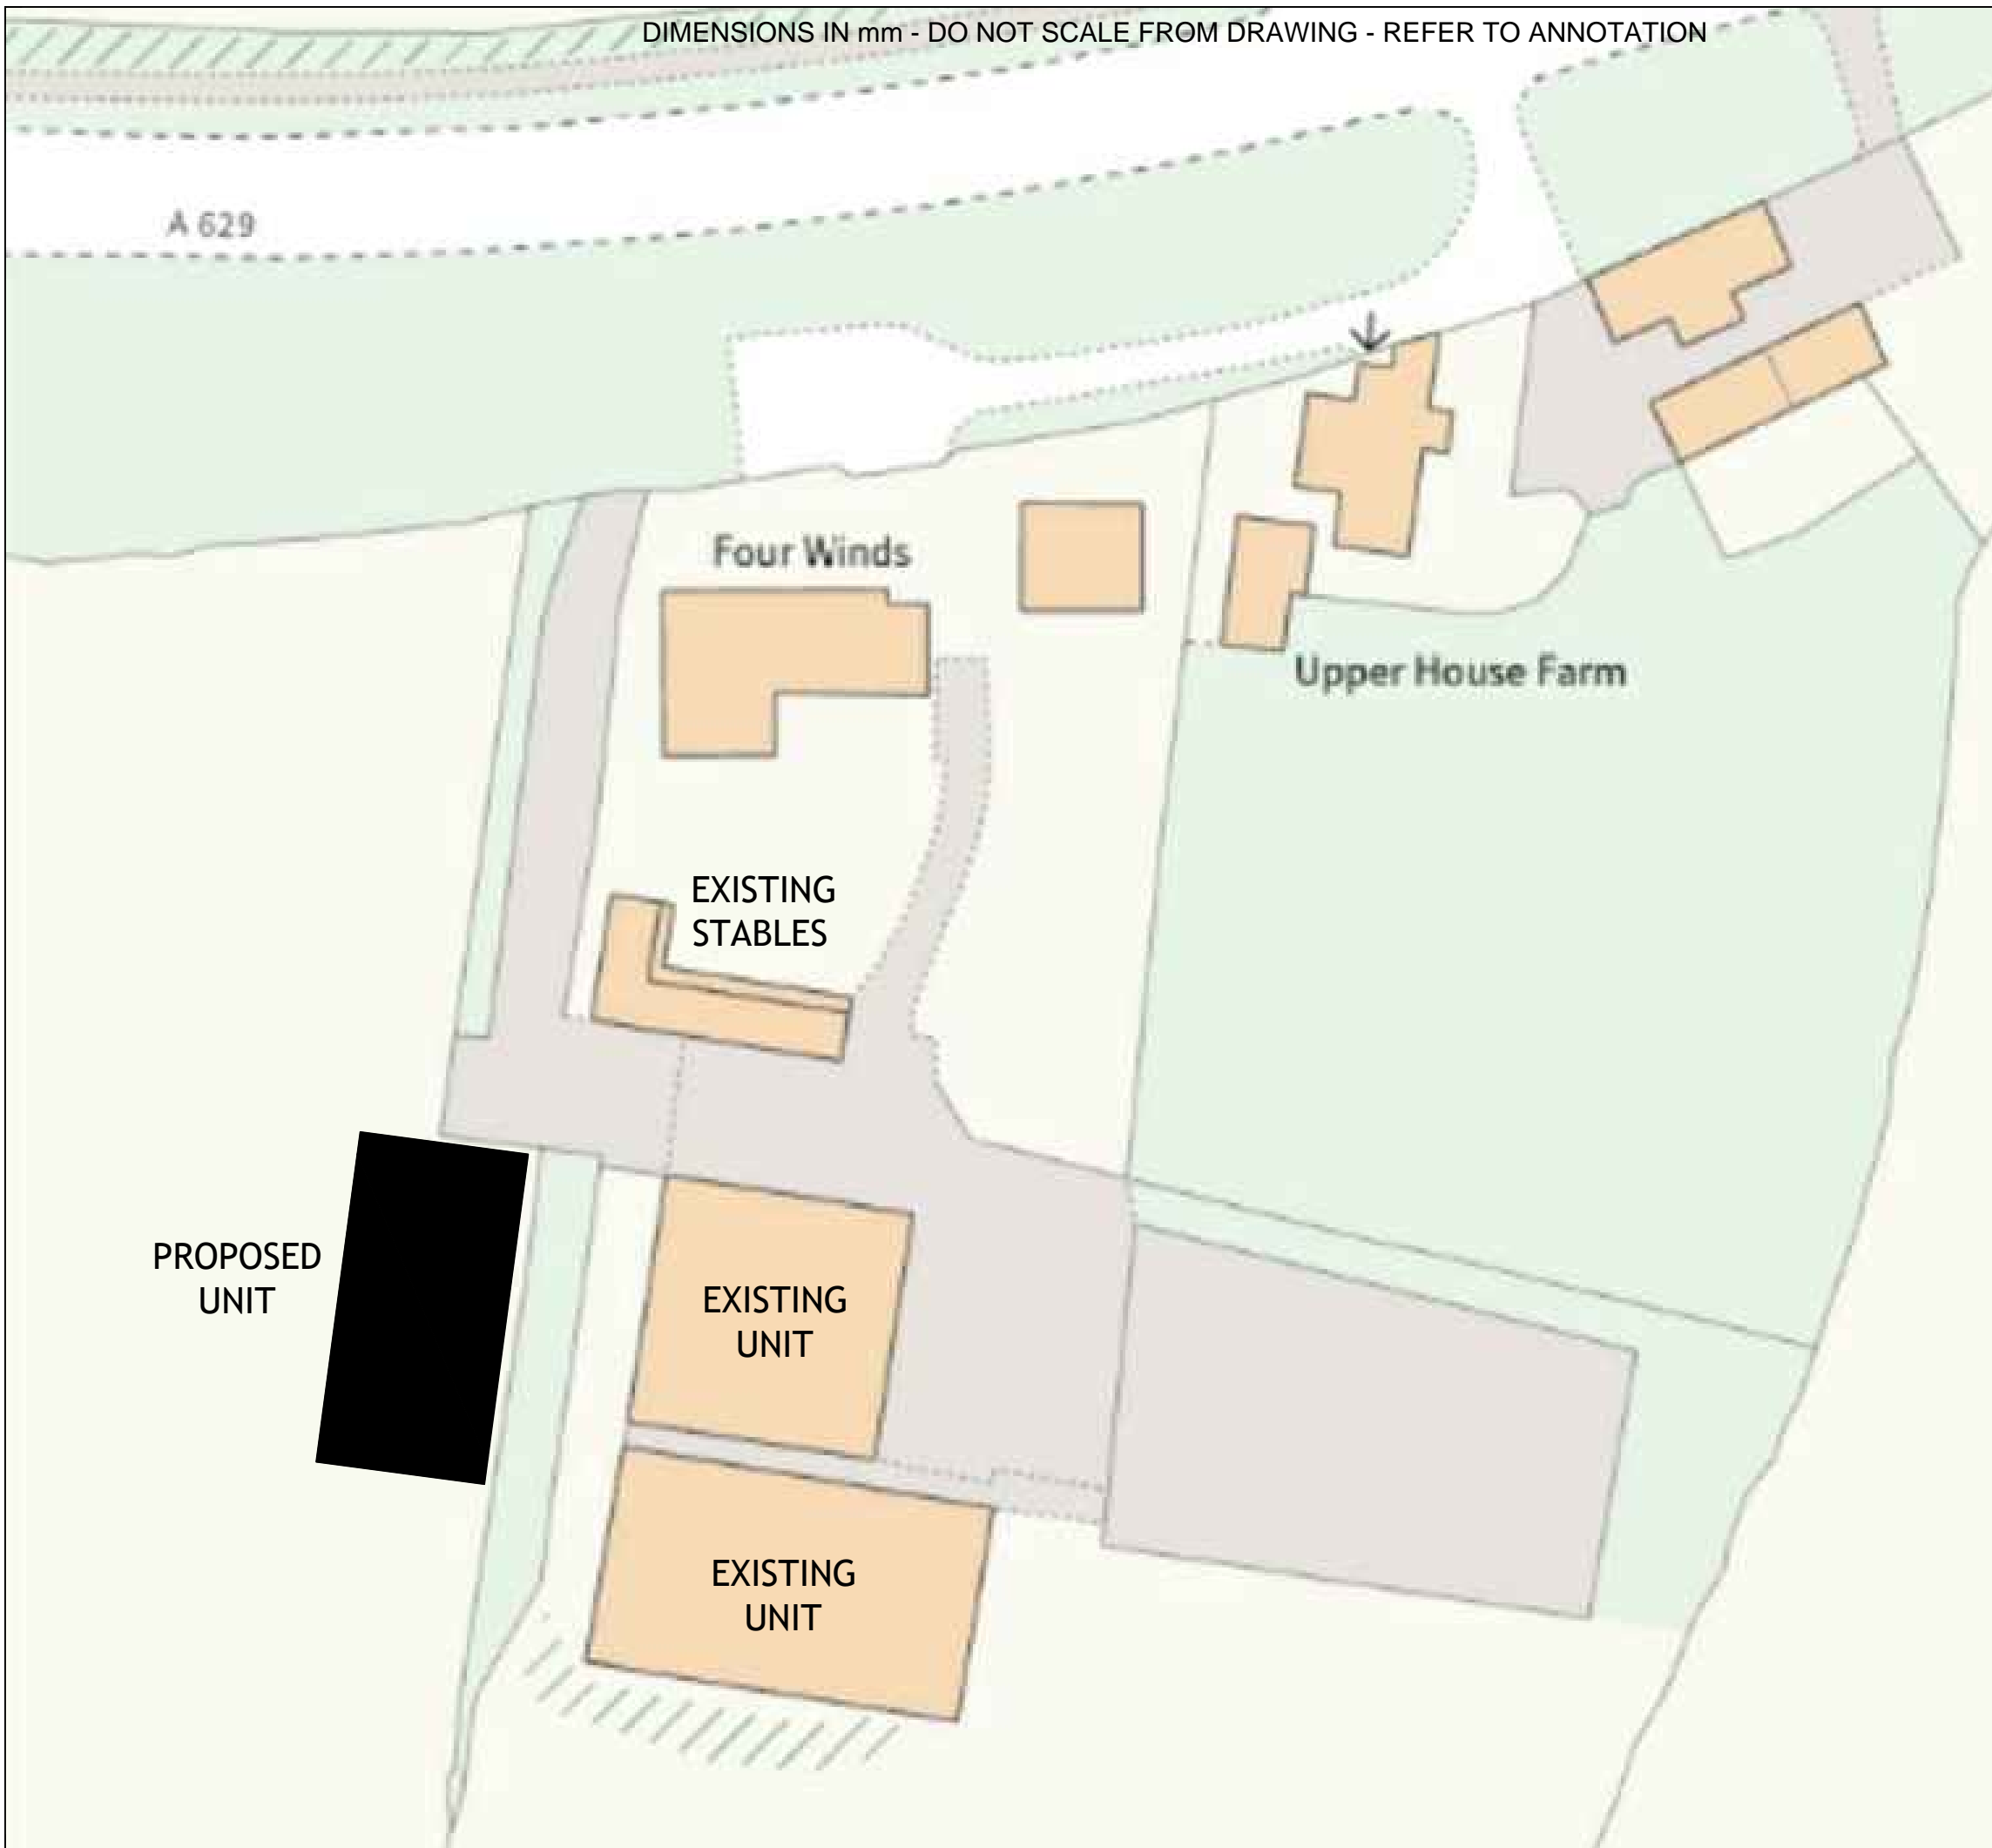 DIMENSIONS IN mm - DO NOT SCALE FROM DRAWING - REFER TO ANNOTATION
A 629
Four Winds
Upper House Farm
EXISTING
STABLES
PROPOSED
UNIT
EXISTING
UNIT
EXISTING
UNIT